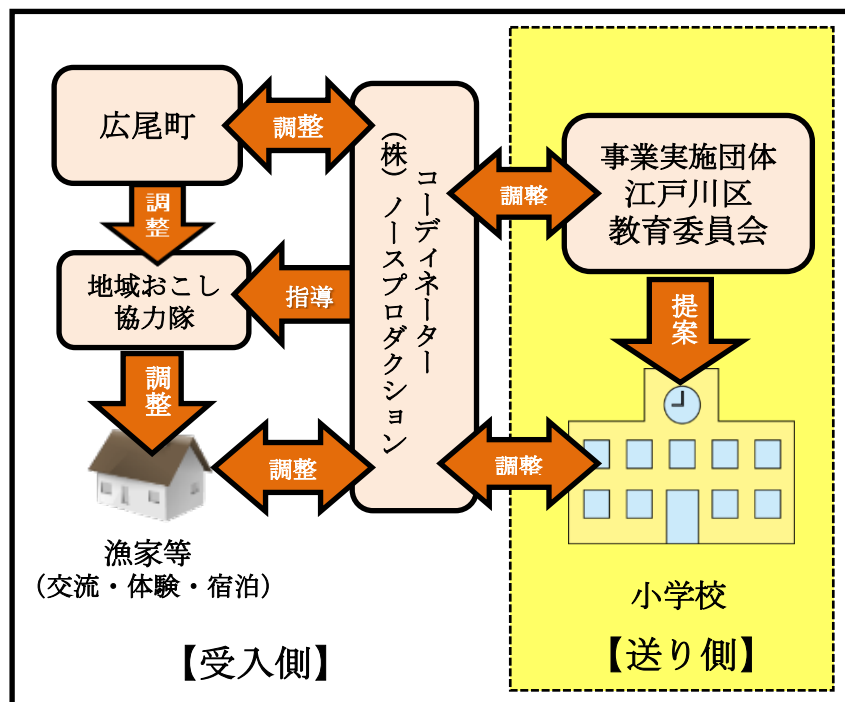 広尾町
調整
調整
地域おこし
協力隊
指導
調整
漁家等
（交流・体験・宿泊）
調整
コーディネーター
（株）ノースプロダクション
【受入側】
調整
事業実施団体
江戸川区
教育委員会
提案
調整
小学校
【送り側】